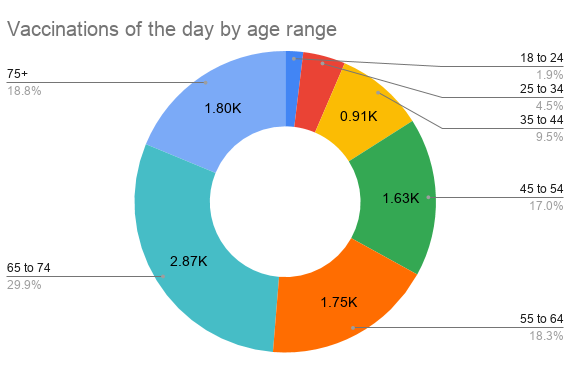 Vaccinations of the day by age range
18 to 24
1.9%
25 to 34
4.5%
35 to 44
9.5%
45 to 54
17.0%
55 to 64
18.3%
65 to 74
29.9%
75+
18.8%
0.91K
1.63K
1.75K
2.87K
1.80K